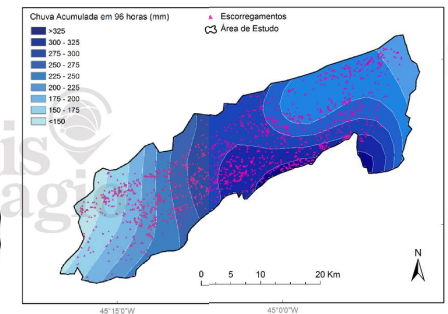 Chuva Acumulada em 96 horas (mm)
>325
300 - 325
275 - 300
250 - 275
225 - 250
200 - 225
175 - 200
150 - 175
<150
Escorregamentos
Área de Estudo
N
0 5 10 20 Km
45°15'0"W 45°0'0"W